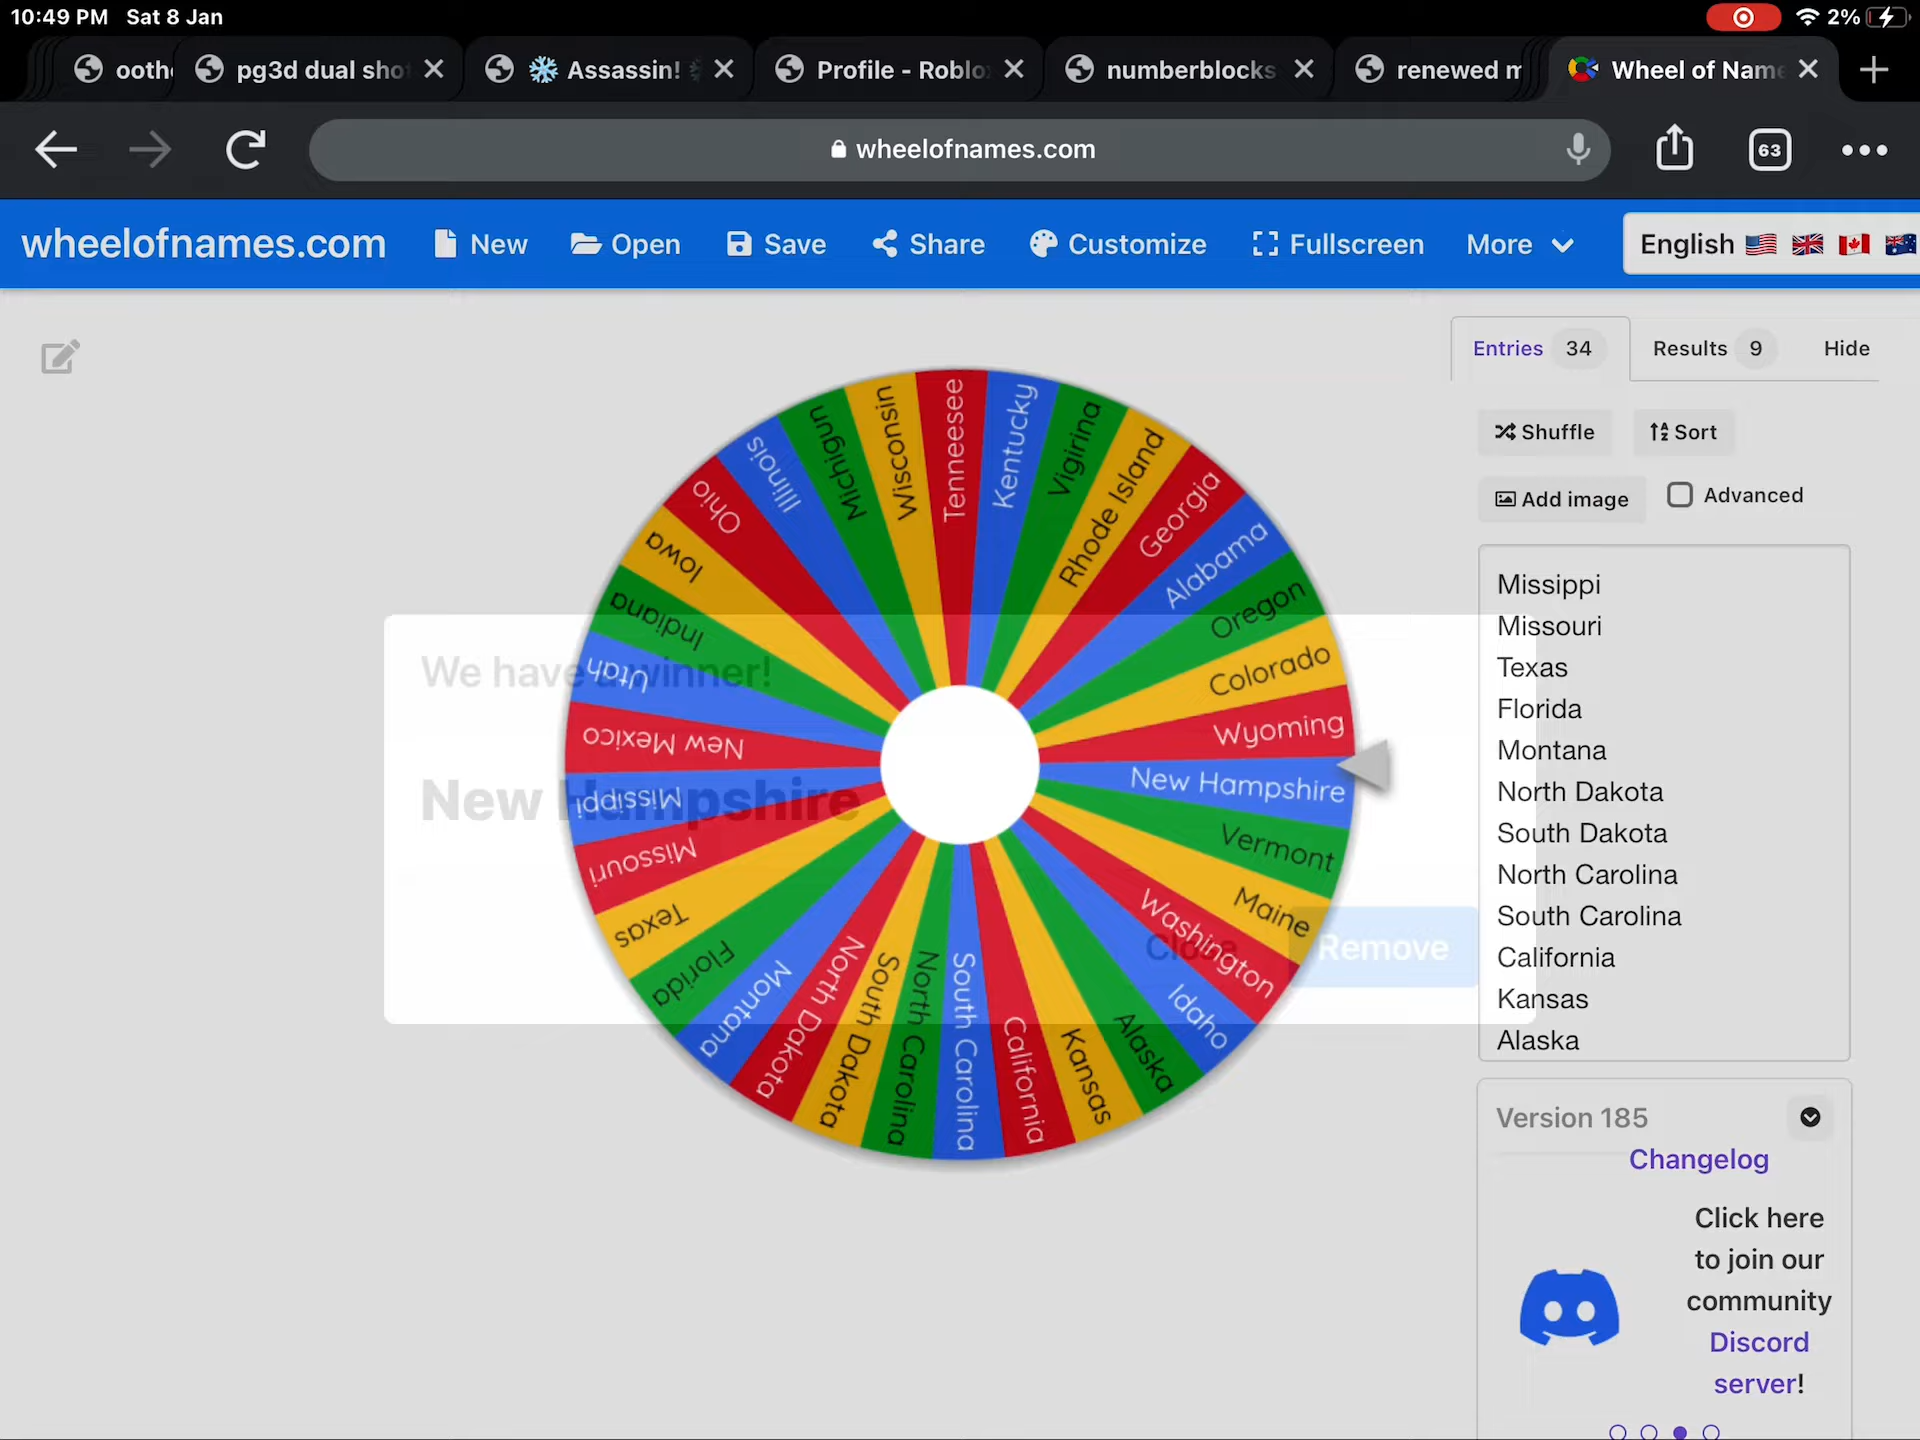 10:49 PM Sat 8 Jan
2%
ooth
pg3d dual sho
Assassin!
Profile - Roblo
numberblocks
renewed m
Wheel of Name
wheelofnames.com
63
wheelofnames.com
New
Open
Save
Share
Customize
Fullscreen
More
English
Entries 34
Results 9
Hide
Shuffle
Sort
Add image
Advanced
Missippi
Missouri
Texas
Florida
Montana
North Dakota
South Dakota
North Carolina
South Carolina
California
Kansas
Alaska
We have a winner!
New Hampshire
Close
Remove
Tenneesee
Kentucky
Vigirina
Rhode Island
Georgia
Alabama
Oregon
Colorado
Wyoming
New Hampshire
Vermont
Maine
Washington
Idaho
Alaska
Kansas
California
South Carolina
North Carolina
South Dakota
North Dakota
Montana
Florida
Texas
Missouri
Missippi
New Mexico
Utah
Indiana
Iowa
Ohio
Illinois
Michigun
Wisconsin
Version 185
Changelog
Click here
to join our
community
Discord
server!